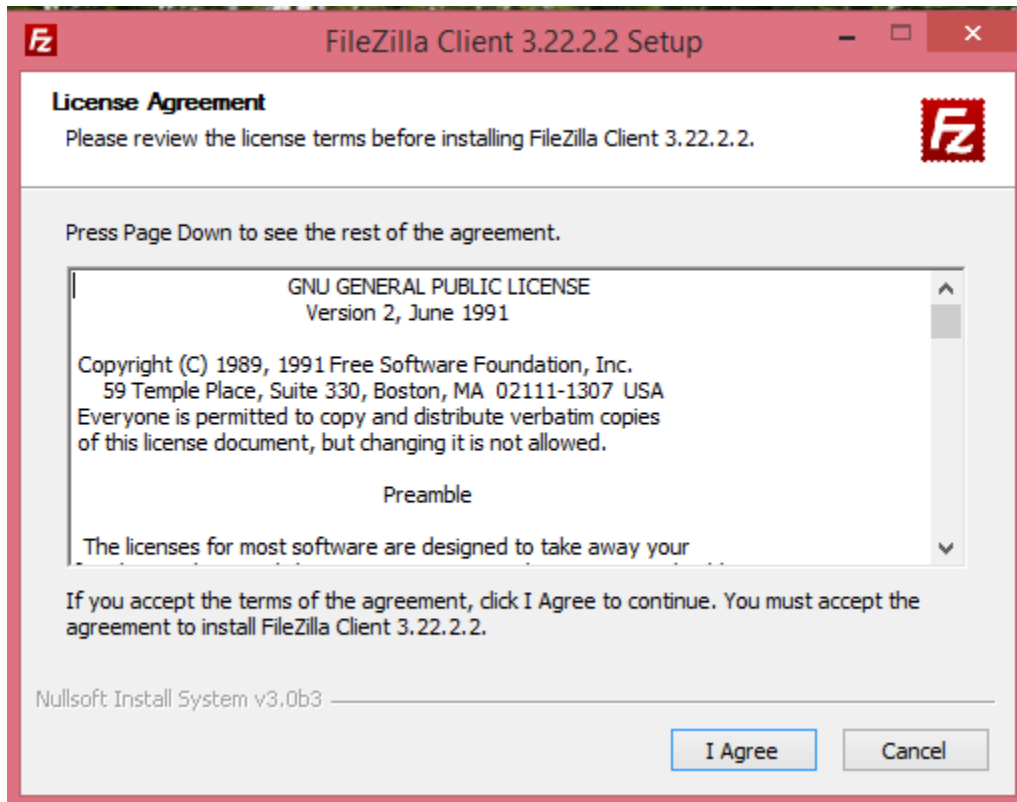 Fz
FileZilla Client 3.22.2.2 Setup
License Agreement
Please review the license terms before installing FileZilla Client 3.22.2.2.
Fz
Press Page Down to see the rest of the agreement.
GNU GENERAL PUBLIC LICENSE
Version 2, June 1991
Copyright (C) 1989, 1991 Free Software Foundation, Inc.
59 Temple Place, Suite 330, Boston, MA 02111-1307 USA
Everyone is permitted to copy and distribute verbatim copies
of this license document, but changing it is not allowed.
Preamble
The licenses for most software are designed to take away your
If you accept the terms of the agreement, click I Agree to continue. You must accept the
agreement to install FileZilla Client 3.22.2.2.
Nullsoft Install System v3.0b3
I Agree
Cancel